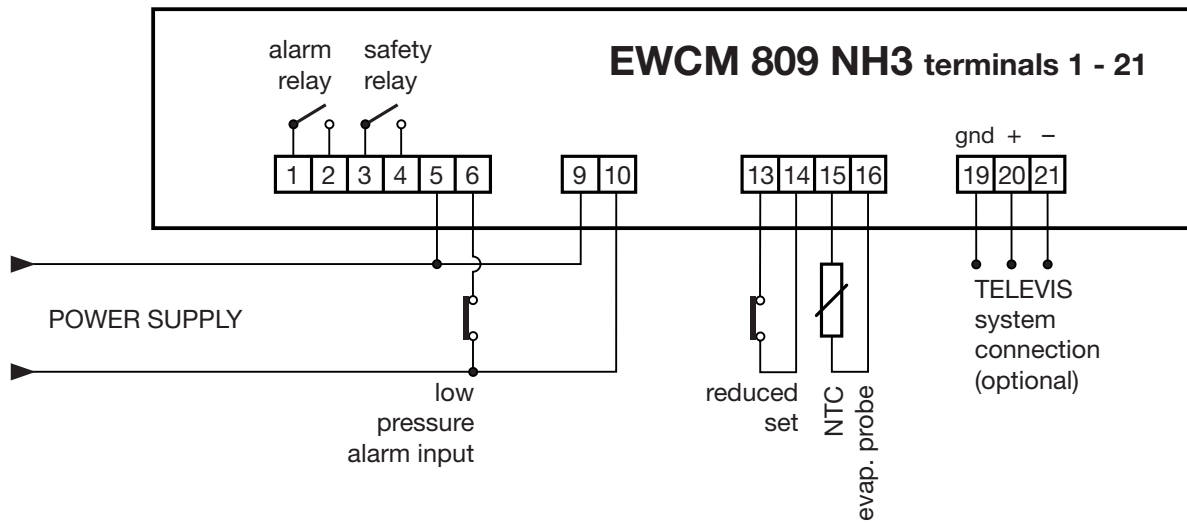 EWCM 809 NH3 terminals 1 - 21
alarm
relay
safety
relay
gnd + −
1 2 3 4 5 6
9 10
13 14 15 16
19 20 21
POWER SUPPLY
low
pressure
alarm input
reduced
set
NTC
evap. probe
TELEVIS
system
connection
(optional)